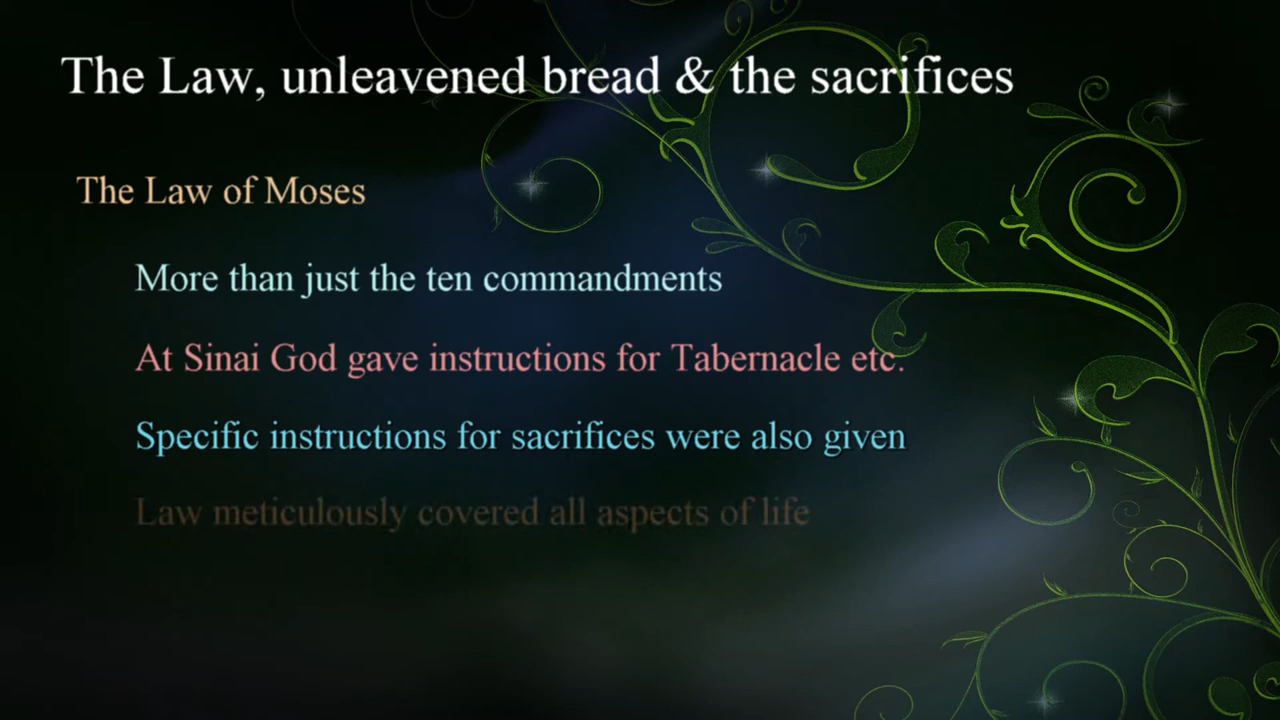 The Law, unleavened bread & the sacrifices
The Law of Moses
More than just the ten commandments
At Sinai God gave instructions for Tabernacle etc.
Specific instructions for sacrifices were also given
Law meticulously covered all aspects of life